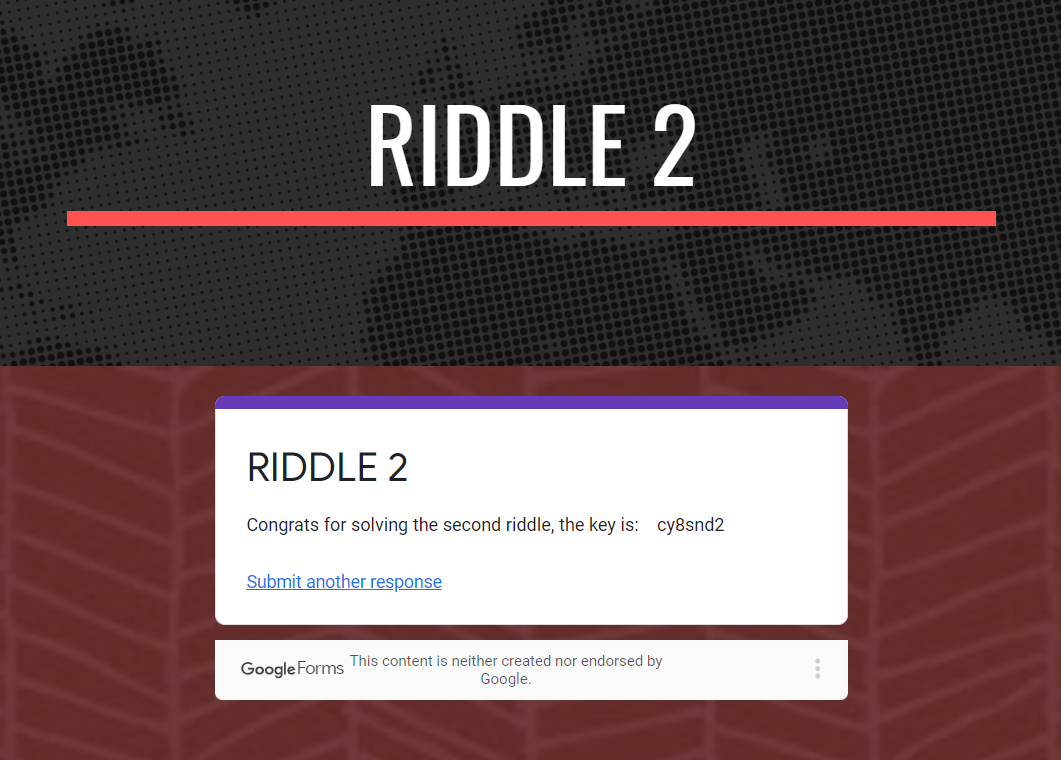 RIDDLE 2
RIDDLE 2
Congrats for solving the second riddle, the key is: cy8snd2
Submit another response
Google Forms This content is neither created nor endorsed by
Google.